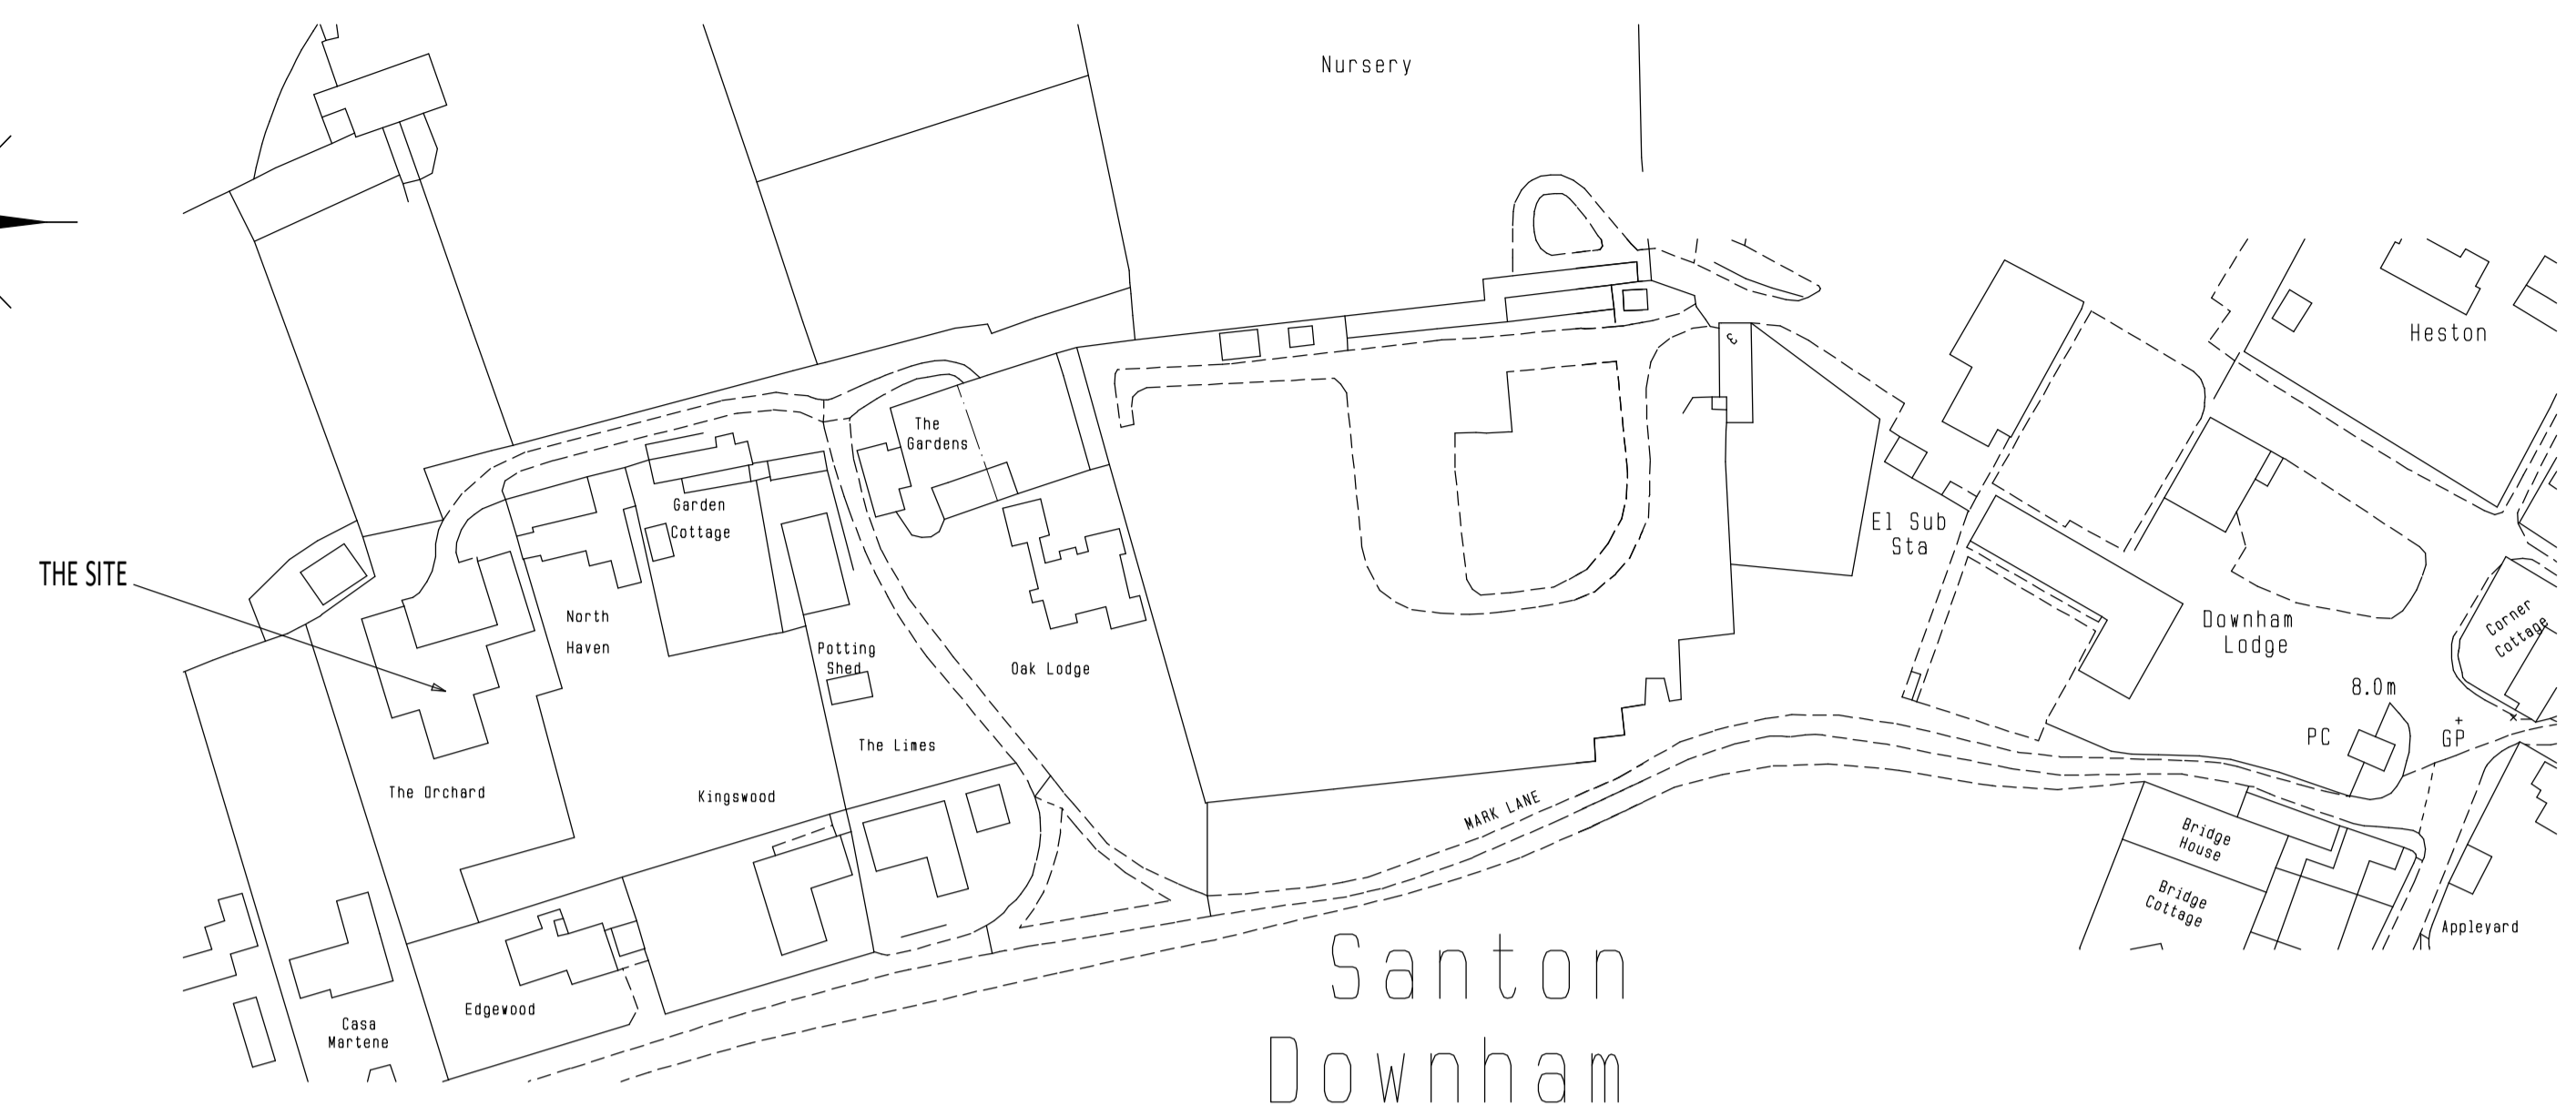 Nursery
Heston
The
Gardens
Garden
Cottage
El Sub
Sta
THE SITE
Corner
Cottage
North
Haven
Downham
Lodge
Potting
Shed
Oak Lodge
8.0m
PC
GP
The Limes
The Orchard
Kingswood
MARK LANE
Bridge
House
Bridge
Cottage
Appleyard
Santon
Downham
Edgewood
Casa
Martene